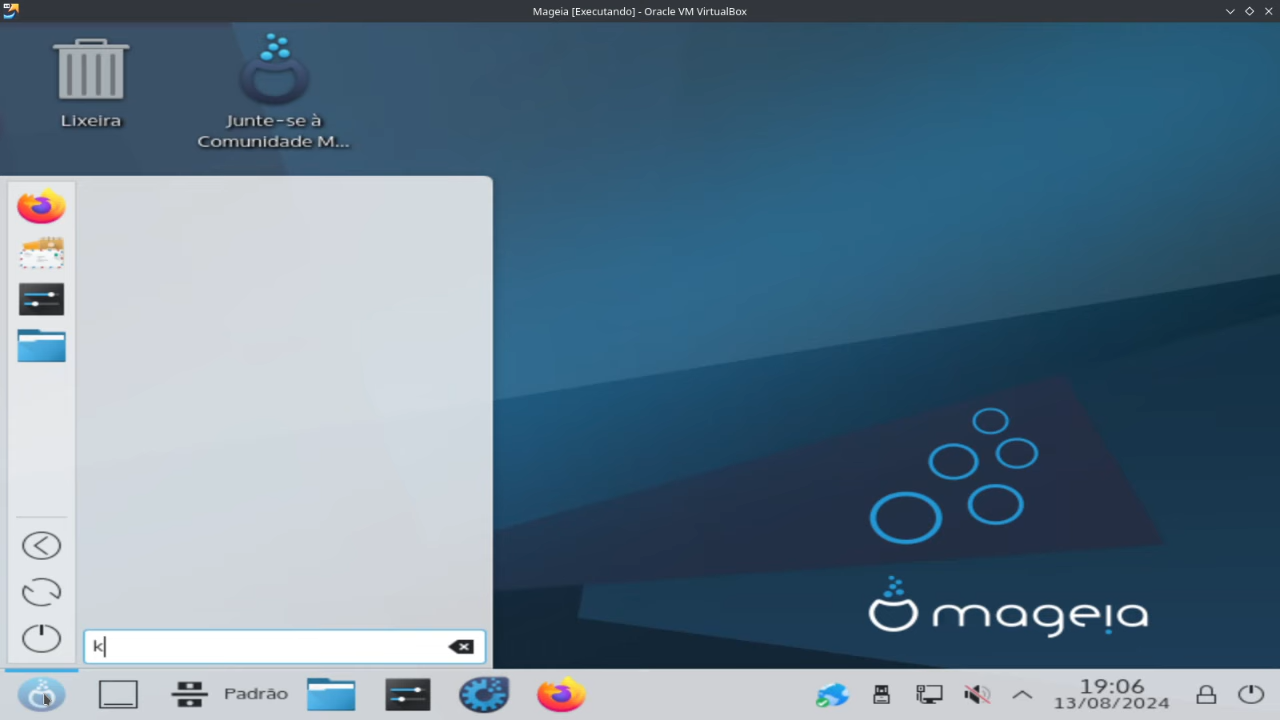 Mageia [Executando] - Oracle VM VirtualBox
Lixeira
Junte-se à
Comunidade M...
k
mageia
Padrão
19:06
13/08/2024